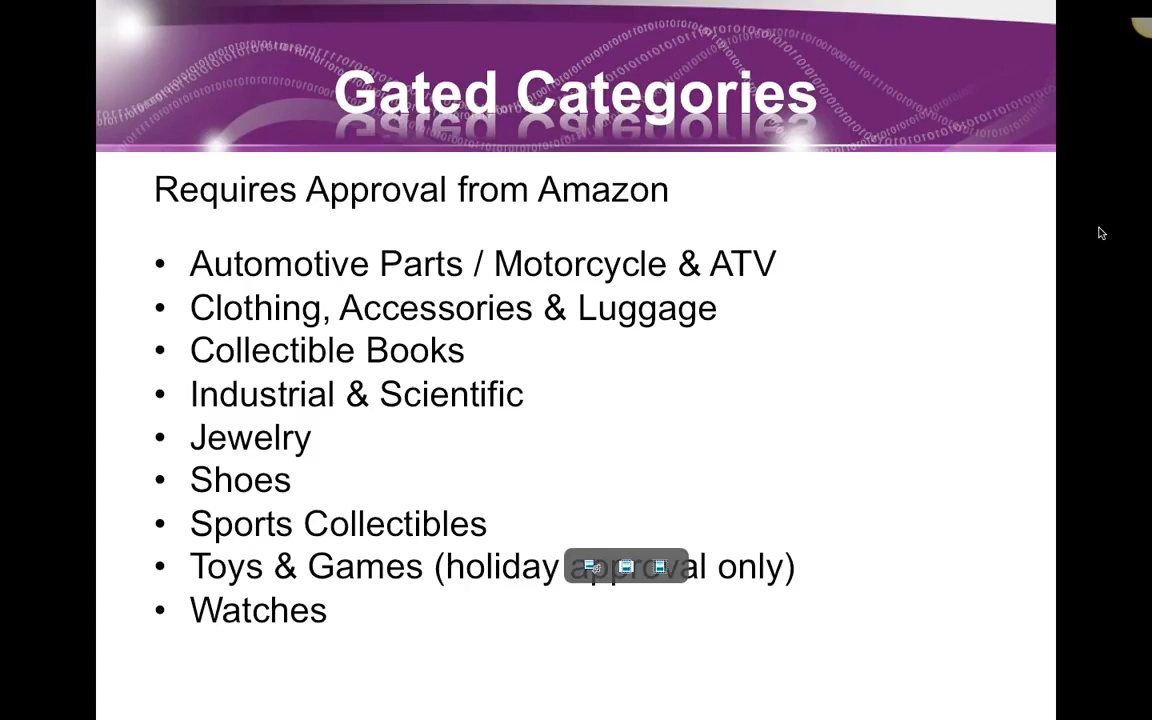 Gated Categories
Requires Approval from Amazon
• Automotive Parts / Motorcycle & ATV
• Clothing, Accessories & Luggage
• Collectible Books
• Industrial & Scientific
• Jewelry
• Shoes
• Sports Collectibles
• Toys & Games (holiday approval only)
• Watches